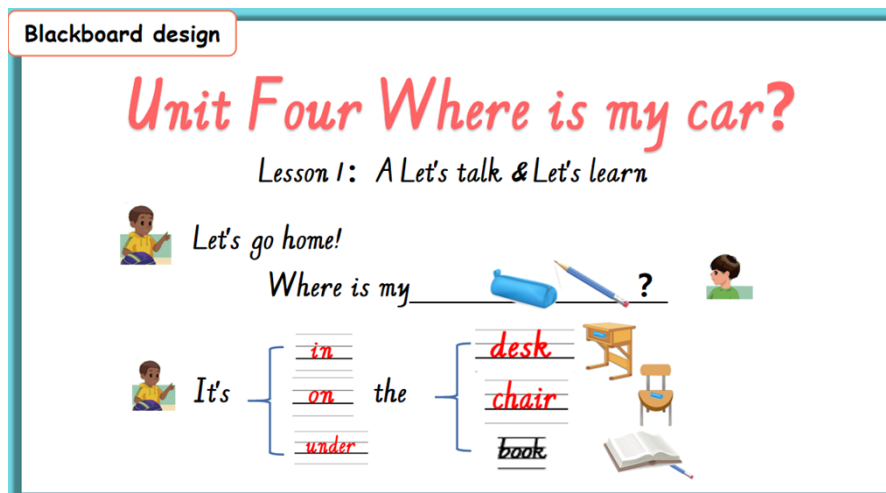 Blackboard design
Unit Four Where is my car?
Lesson 1: A Let's talk & Let's learn
Let's go home!
Where is my ?
It's
in
on
under
the
desk
chair
book